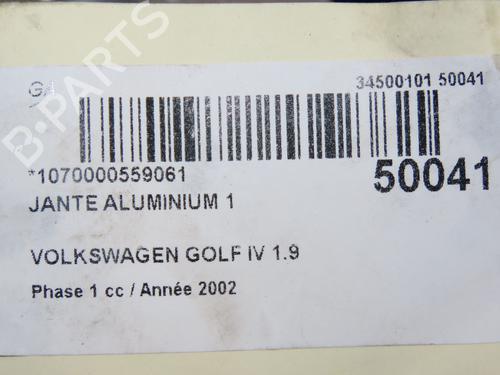 GA
34500101 50041
*1070000559061
50041
JANTE ALUMINIUM 1
VOLKSWAGEN GOLF IV 1.9
Phase 1 cc / Année 2002
B-PARTS